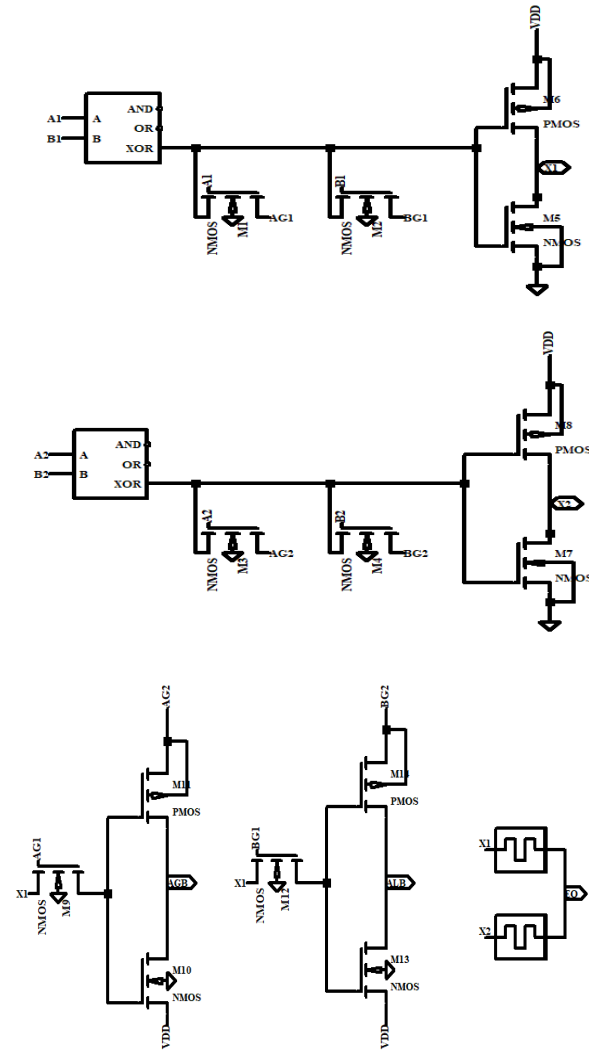 VDD
M6
AND
A1 A
OR
PMOS
B1 B
XOR
X1
A1
B1
M5
AG1
BG1
NMOS
M1
NMOS
M2
NMOS
VDD
M8
AND
PMOS
A2 A
OR
B2 B
XOR
X2
A2
B2
M7
AG2
BG2
NMOS
M3
NMOS
M4
NMOS
AG2
BG2
M11
M14
PMOS
PMOS
AG1
BG1
X1
X1
AGB
X1
ALB
EQ
NMOS
M9
NMOS
M12
X2
M10
M13
NMOS
NMOS
VDD
VDD